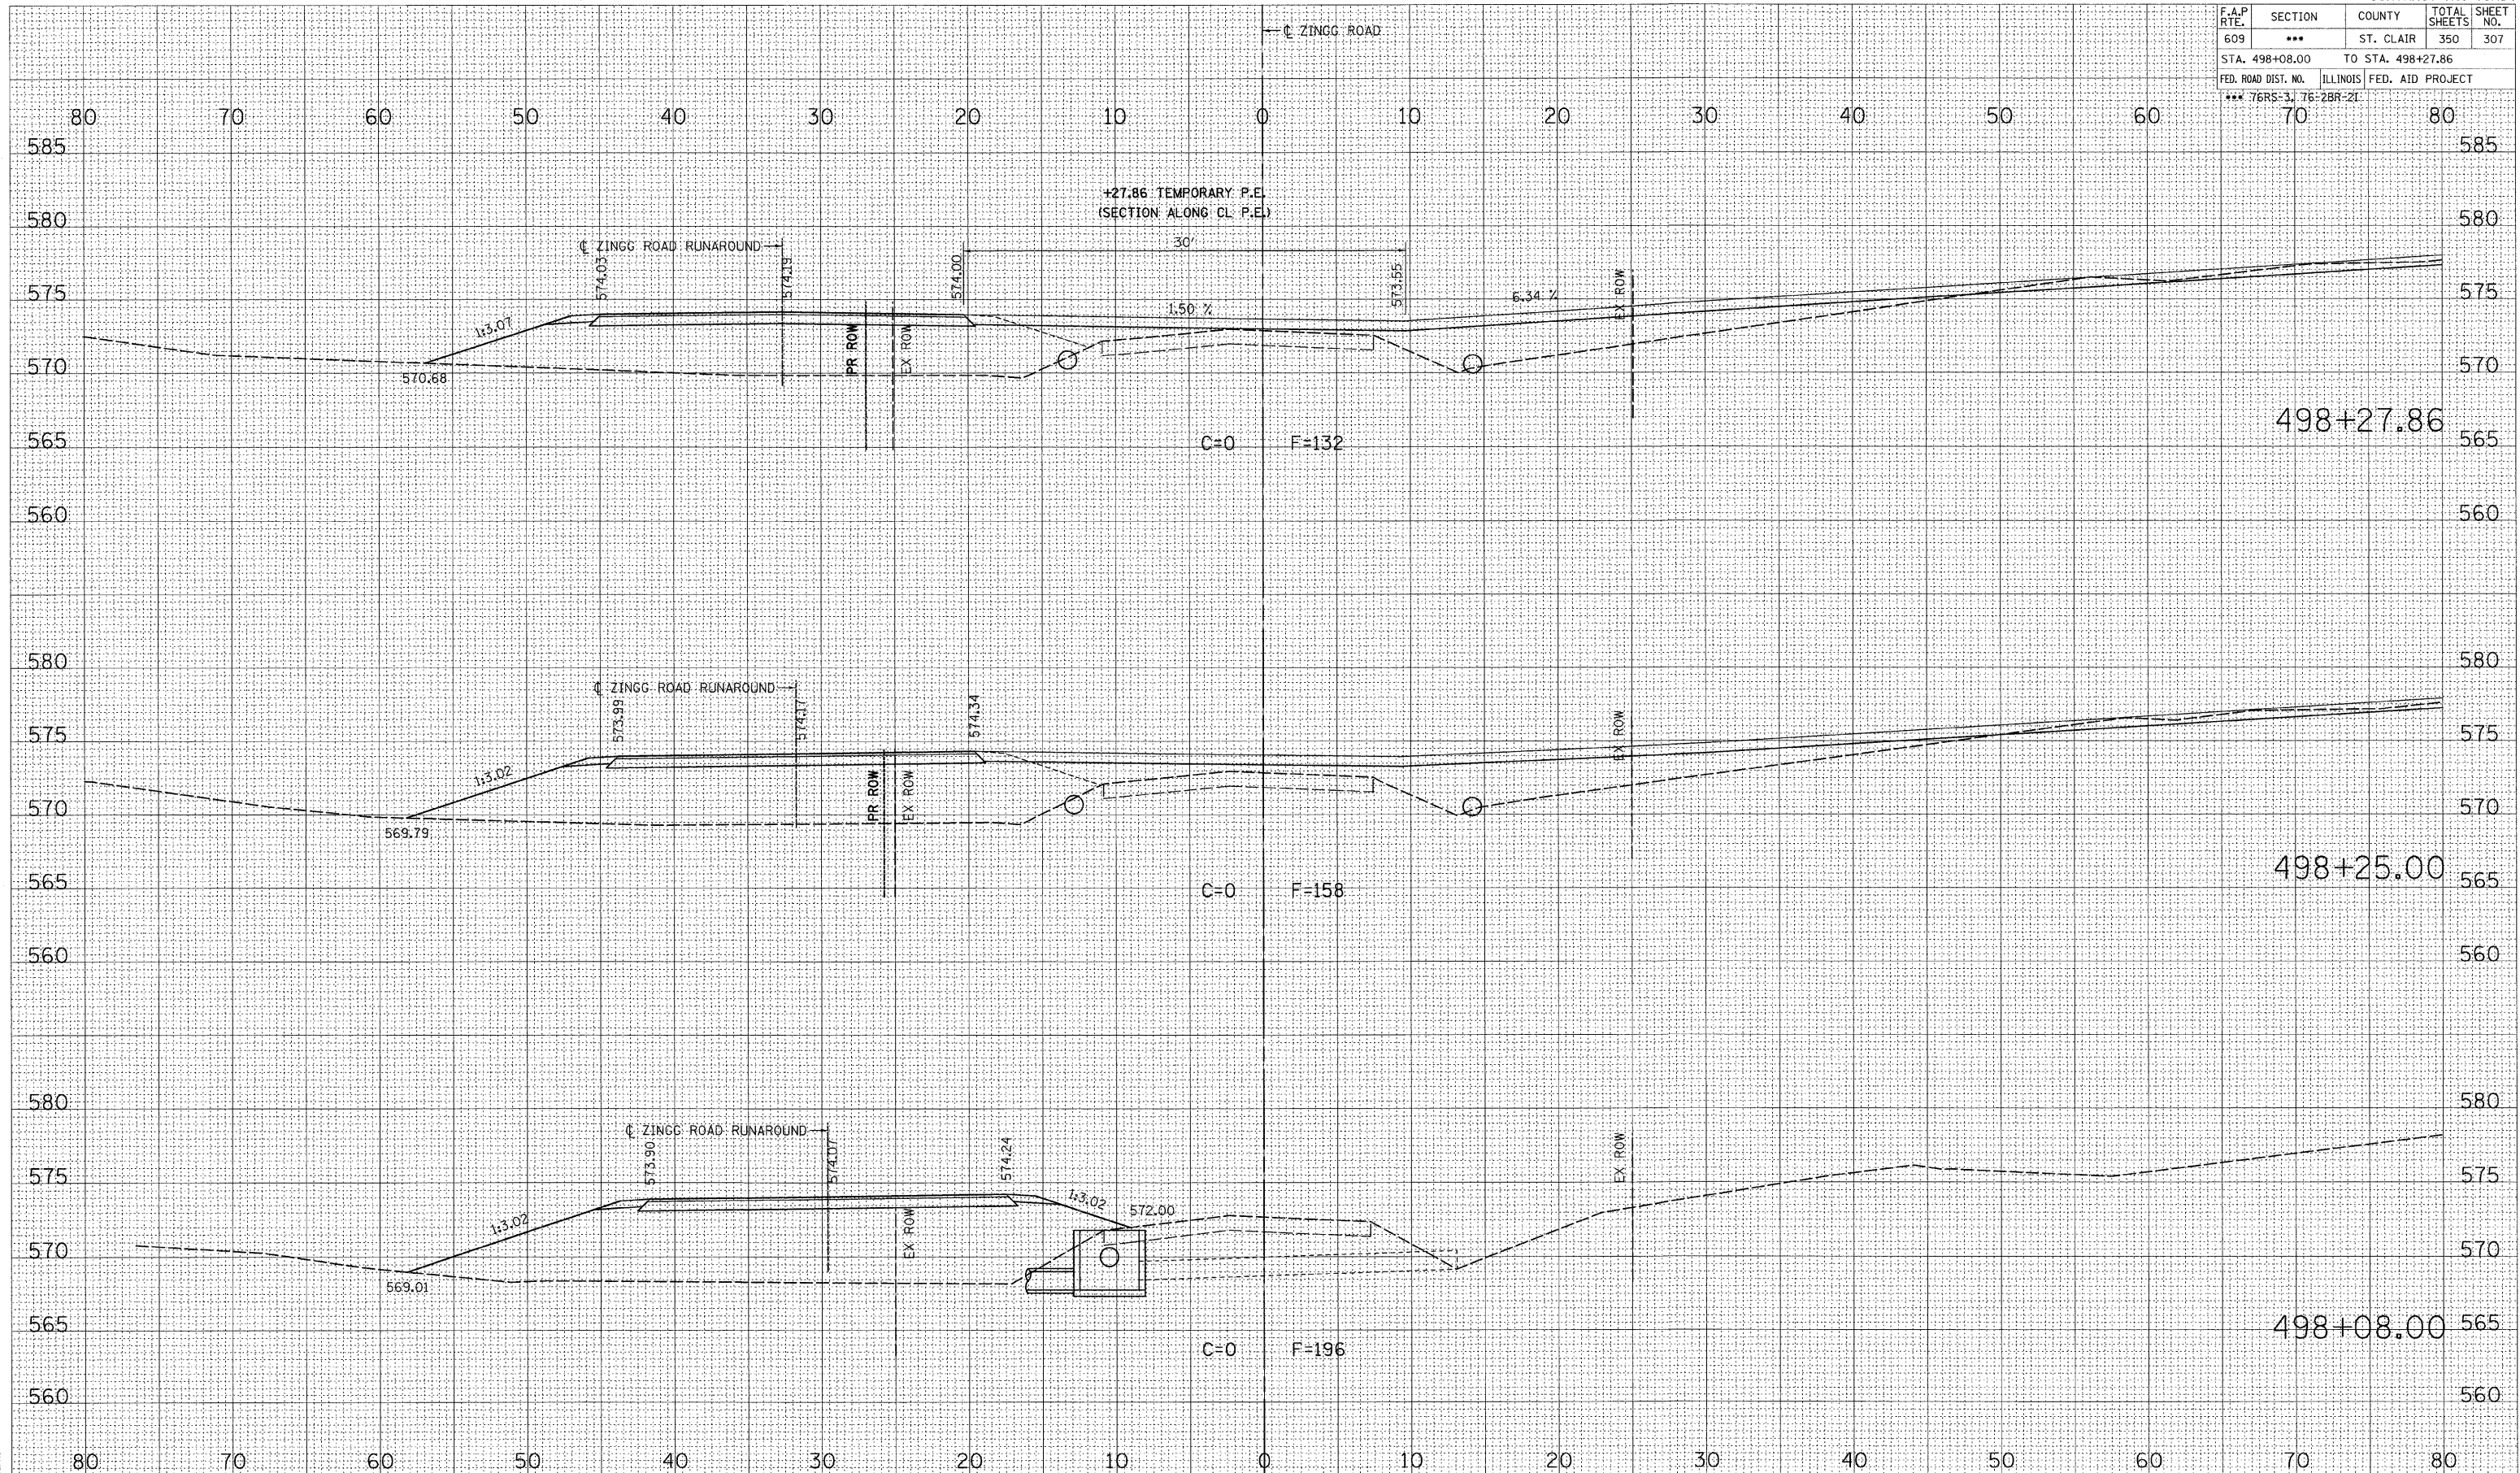 F.A.P RTE. SECTION COUNTY TOTAL SHEETS SHEET NO.
609 *** ST. CLAIR 350 307
STA. 498+08.00 TO STA. 498+27.86
FED. ROAD DIST. NO. ILLINOIS FED. AID PROJECT
*** 76RS-3, 76-2BR-2I
℄ ZINGG ROAD
80 70 60 50 40 30 20 10 0 10 20 30 40 50 60 70 80
585 585
+27.86 TEMPORARY P.E.
(SECTION ALONG CL P.E.)
580 580
℄ ZINGG ROAD RUNAROUND
30'
574.03 574.19 574.00 573.55
575 575
1:3.07 1.50 % 6.34 %
PR ROW EX ROW EX ROW
570 570
570.68
498+27.86
565 565
C=0 F=132
560 560
580 580
℄ ZINGG ROAD RUNAROUND
573.99 574.17 574.34
575 575
1:3.02
PR ROW EX ROW EX ROW
570 570
569.79
498+25.00
565 565
C=0 F=158
560 560
580 580
℄ ZINGG ROAD RUNAROUND
573.90 574.07 574.24
EX ROW
575 575
1:3.02 1:3.02
572.00
EX ROW
570 570
569.01
498+08.00
565 565
C=0 F=196
560 560
80 70 60 50 40 30 20 10 0 10 20 30 40 50 60 70 80